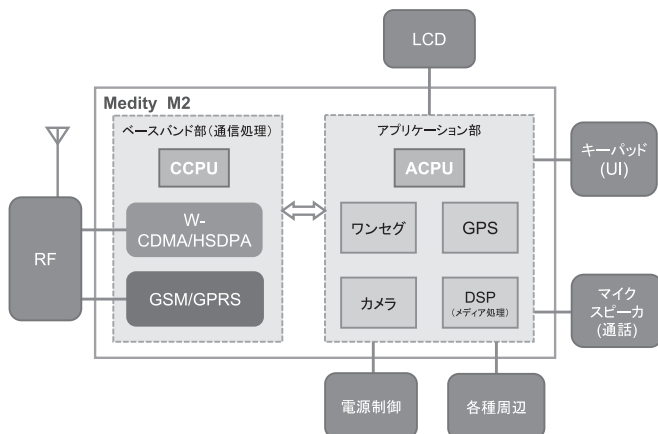 LCD
Medity M2
ベースバンド部(通信処理)
CCPU
W-
CDMA/HSDPA
GSM/GPRS
RF
アプリケーション部
ACPU
ワンセグ
GPS
カメラ
DSP
(メディア処理)
キーパッド
(UI)
マイク
スピーカ
(通話)
電源制御
各種周辺